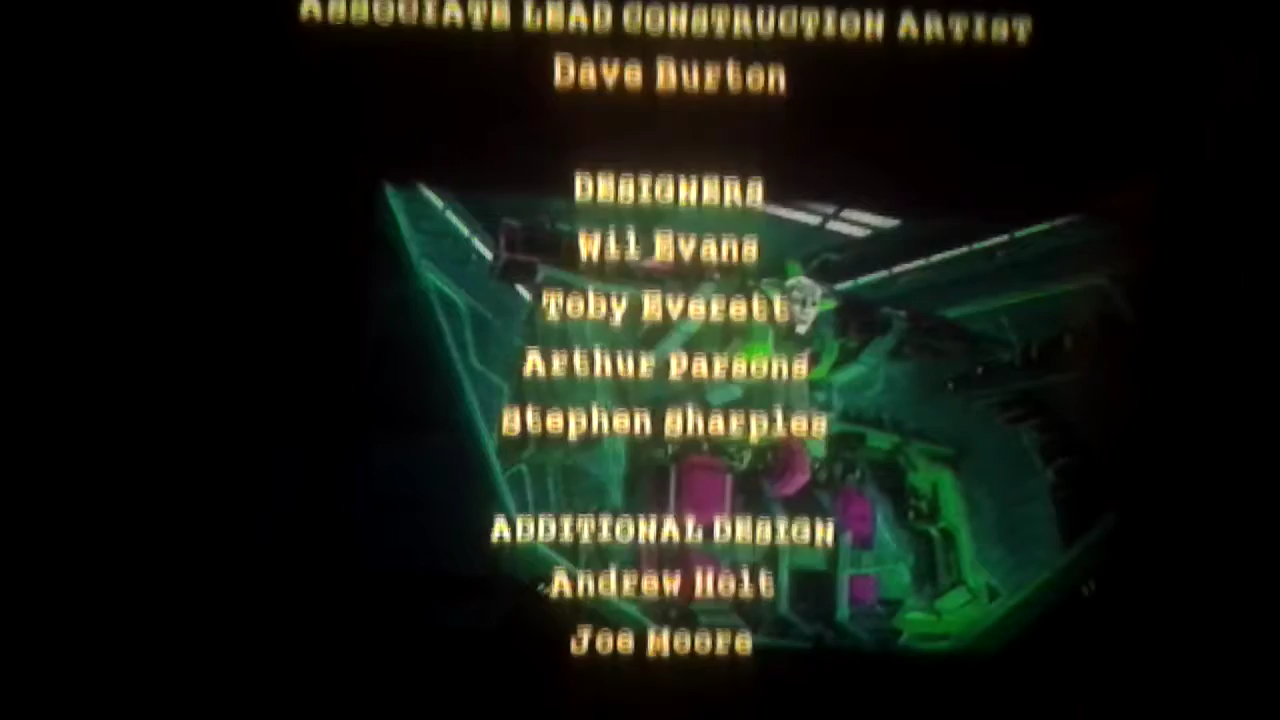 ASSOCIATE LEAD CONSTRUCTION ARTIST
Dave Burton
DESIGNERS
Wil Evans
Toby Everett
Arthur Parsons
Stephen Sharples
ADDITIONAL DESIGN
Andrew Holt
Joe Moore